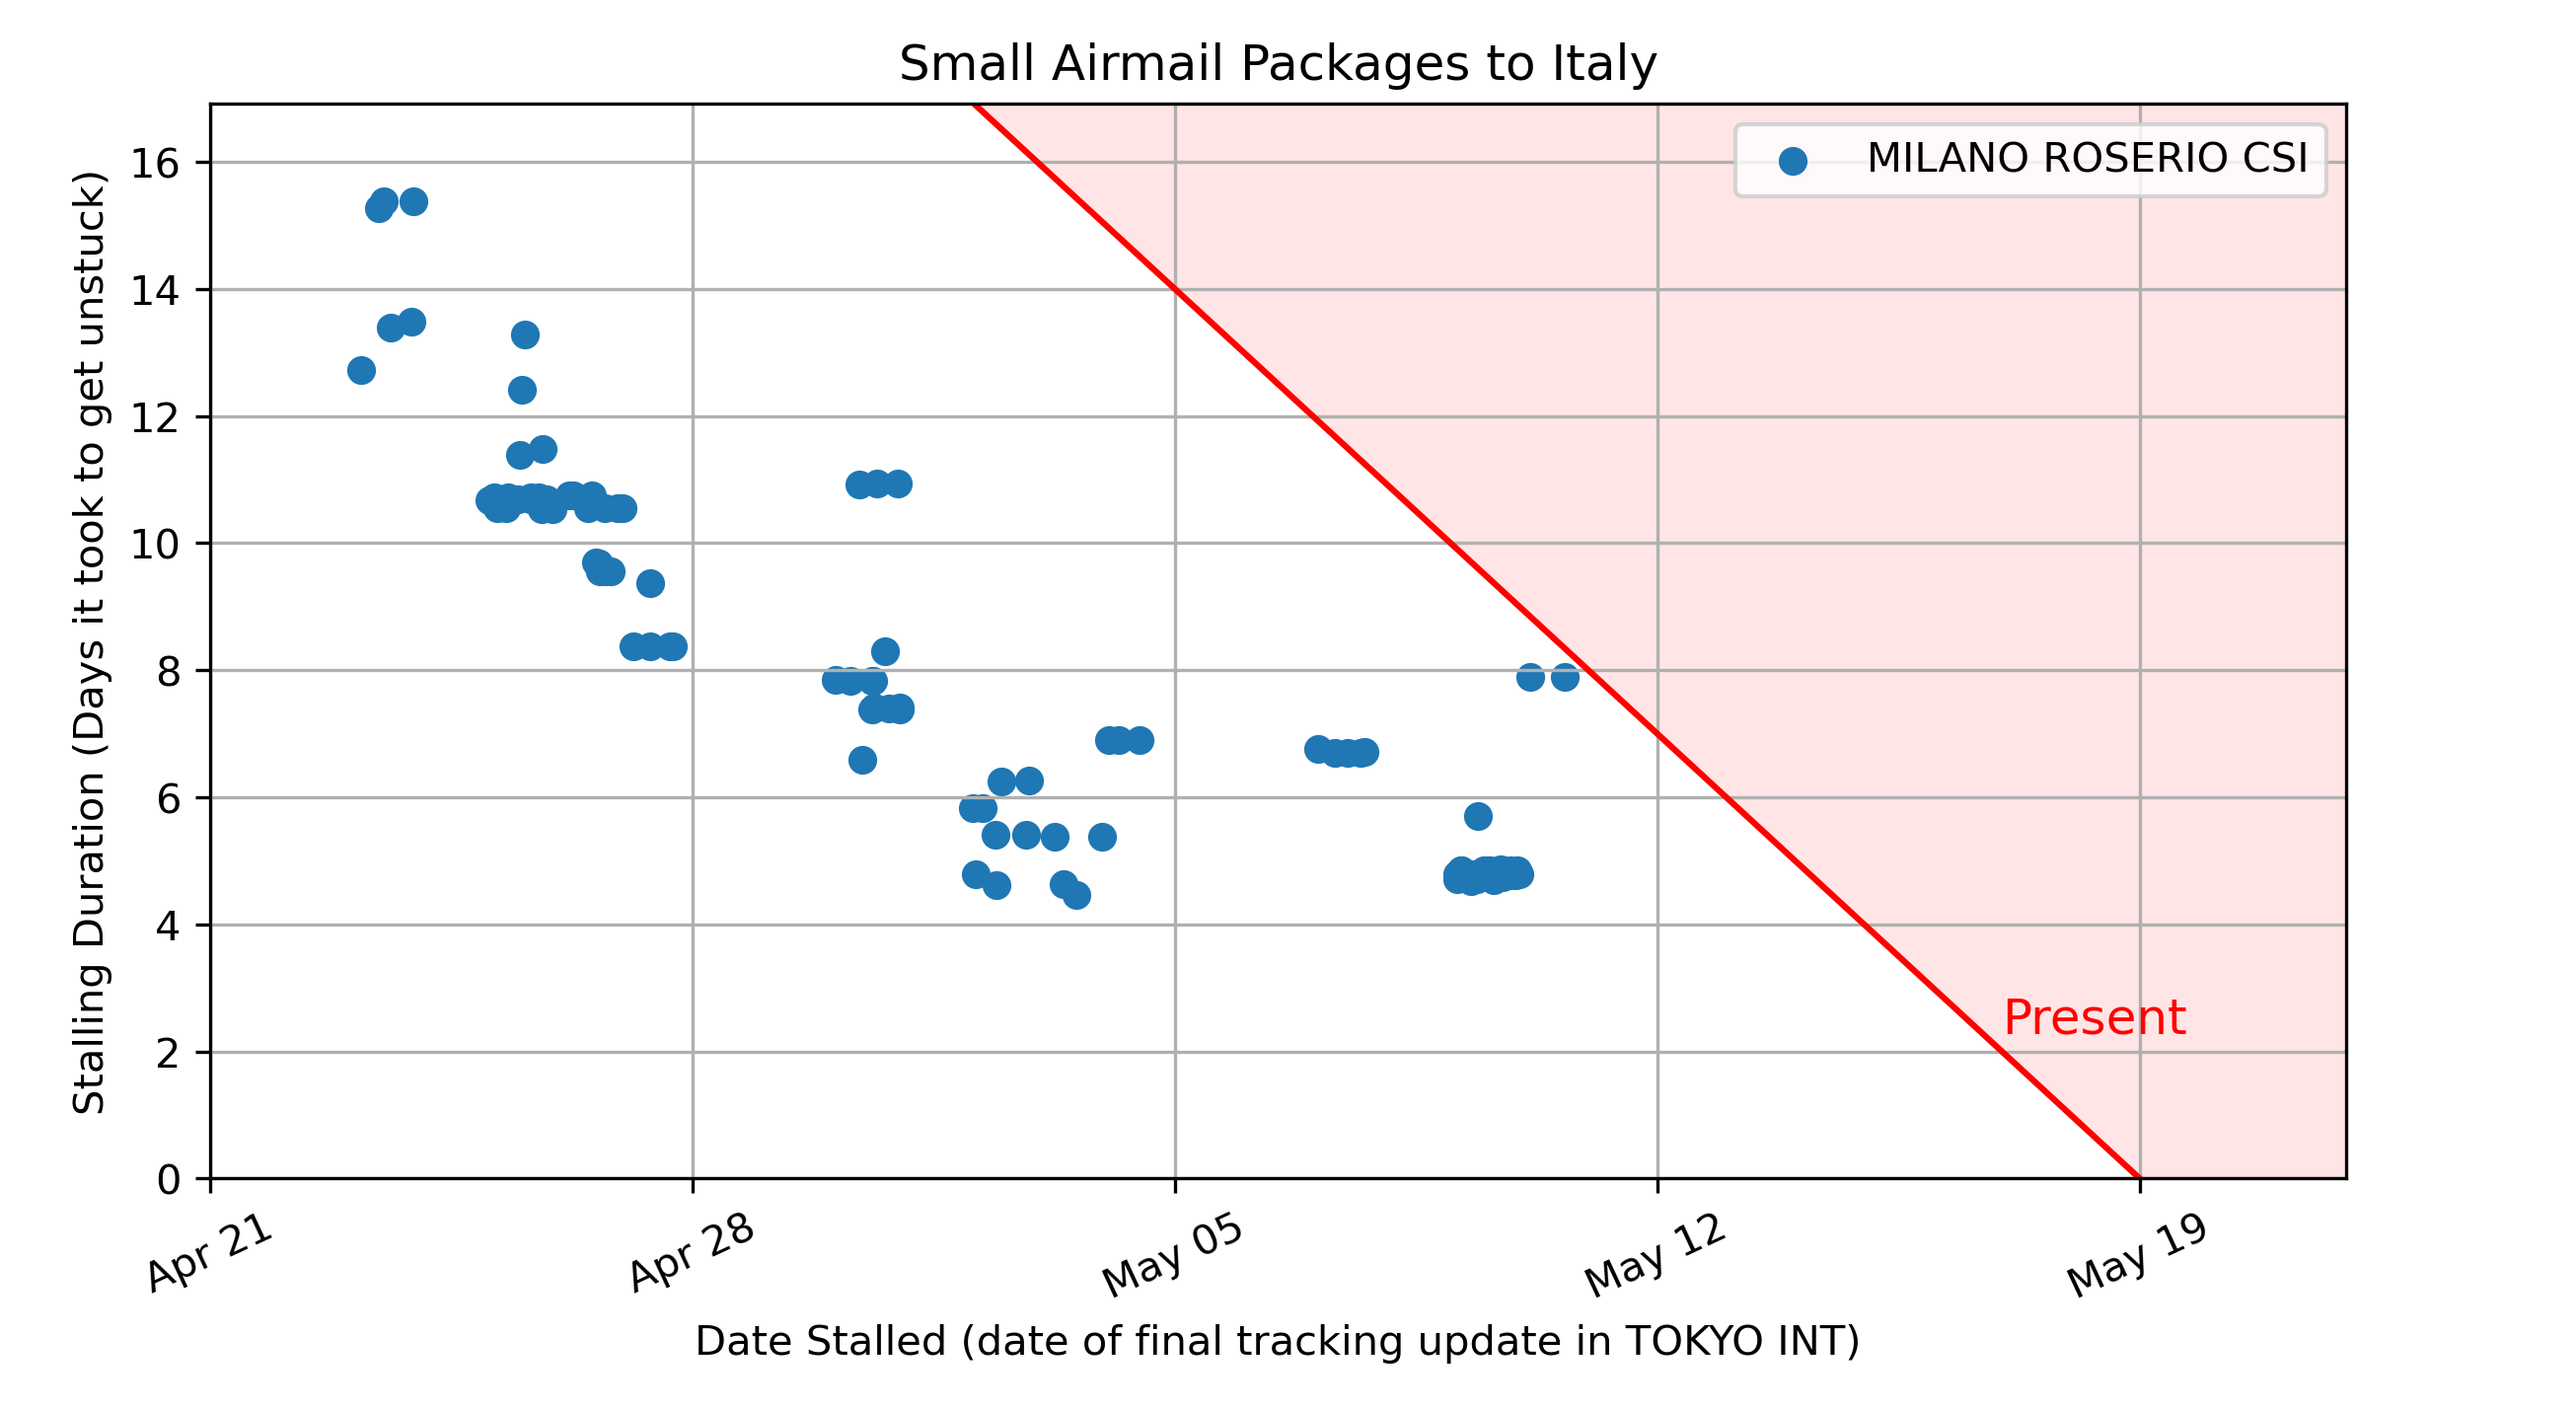 Small Airmail Packages to Italy
MILANO ROSERIO CSI
Stalling Duration (Days it took to get unstuck)
16
14
12
10
8
6
4
2
0
Present
Apr 21
Apr 28
May 05
May 12
May 19
Date Stalled (date of final tracking update in TOKYO INT)